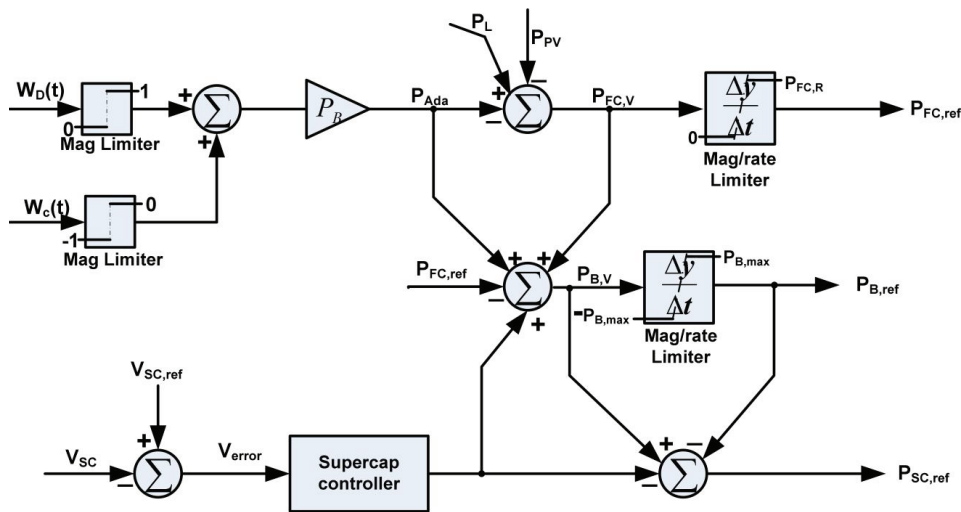 P_L
P_PV
W_D(t)
1
0
Mag Limiter
+
+
Σ
P_B
P_Ada
+
−
−
Σ
P_FC,V
Δy
Δt
P_FC,R
0
Mag/rate
Limiter
P_FC,ref
W_c(t)
0
-1
Mag Limiter
P_FC,ref
+
+
−
+
Σ
P_B,V
Δy
Δt
P_B,max
-P_B,max
Mag/rate
Limiter
P_B,ref
V_SC,ref
V_SC
+
−
Σ
V_error
Supercap
controller
+
−
−
Σ
P_SC,ref